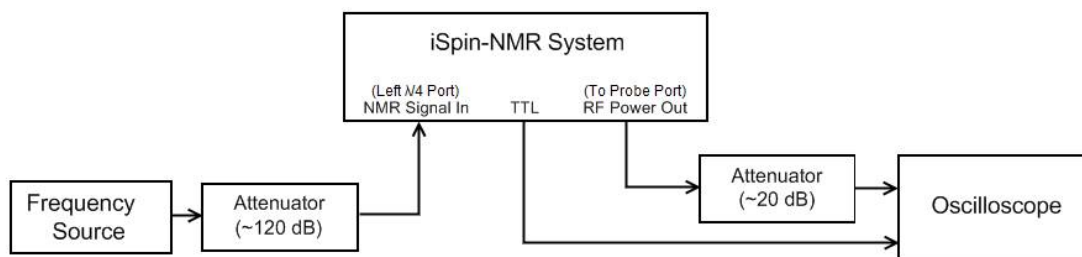 iSpin-NMR System
(Left λ/4 Port)
NMR Signal In
TTL
(To Probe Port)
RF Power Out
Frequency
Source
Attenuator
(~120 dB)
Attenuator
(~20 dB)
Oscilloscope